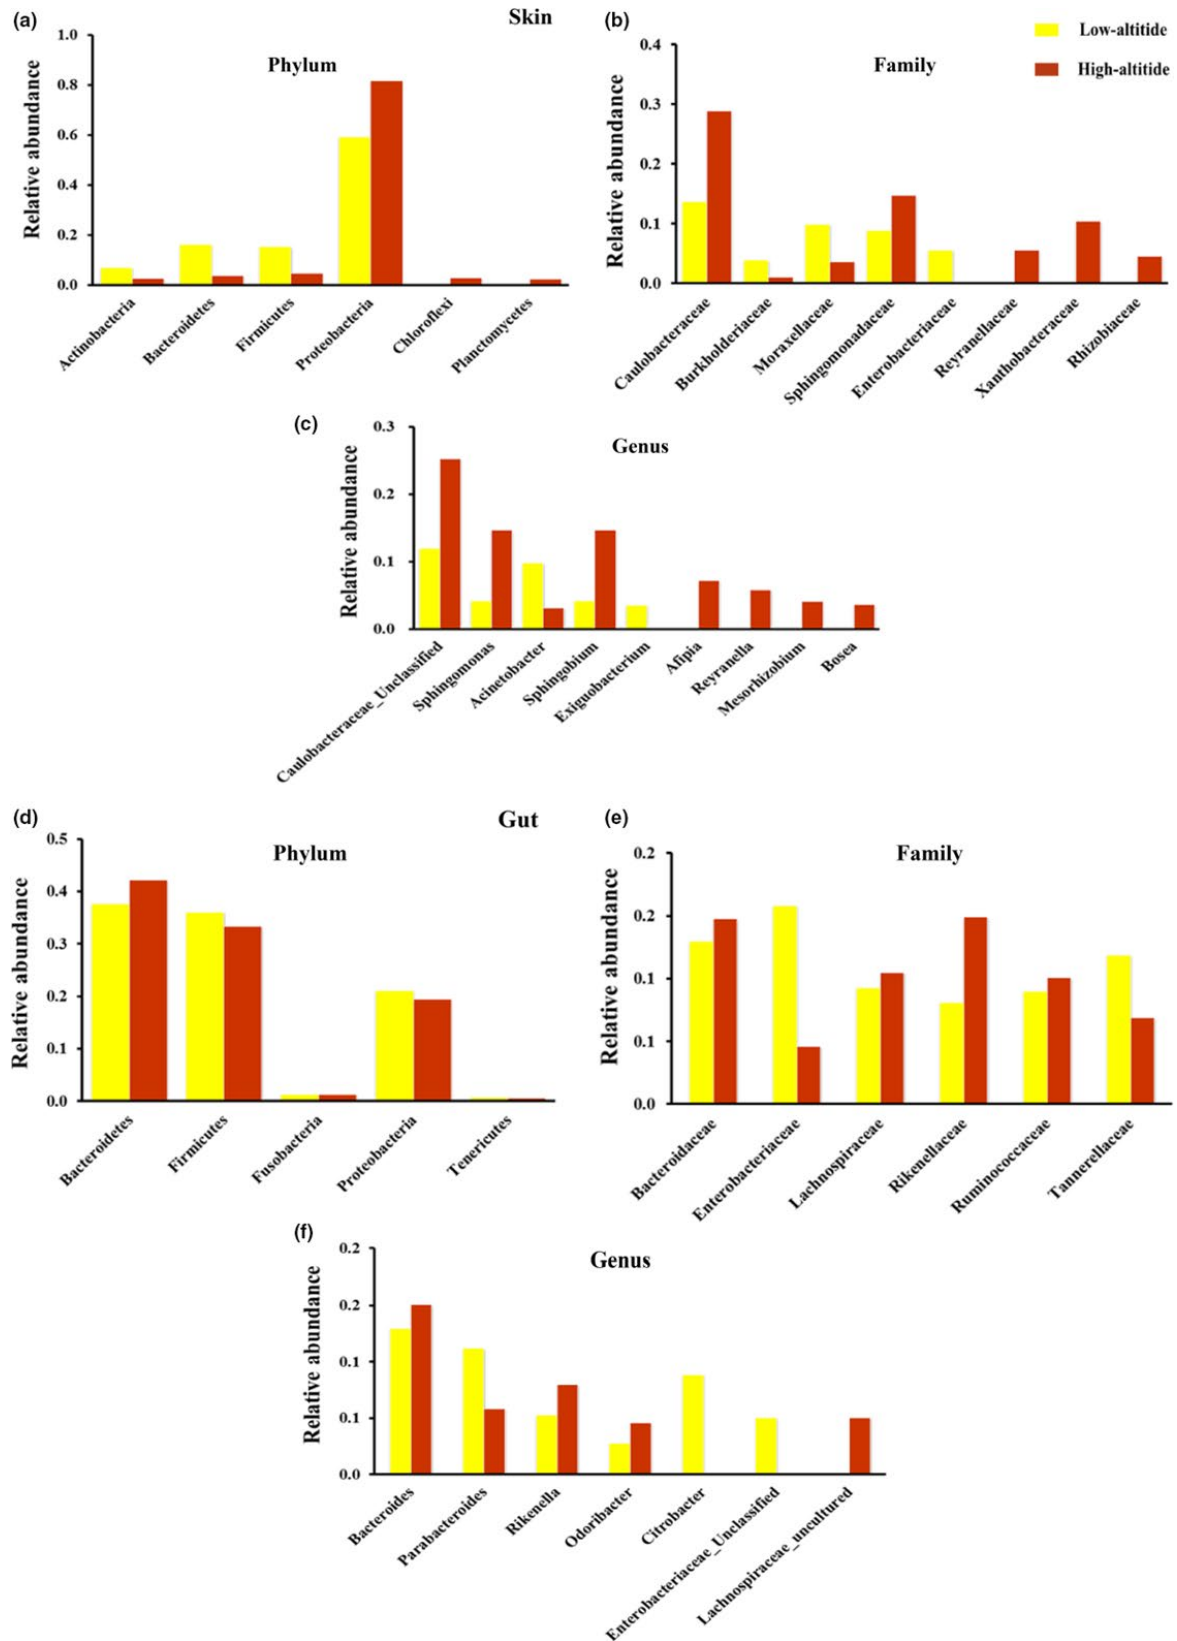 (a)
Skin
(b)
Low-altitide
High-altitide
Phylum
Relative abundance
1.0
0.8
0.6
0.4
0.2
0.0
Actinobacteria
Bacteroidetes
Firmicutes
Proteobacteria
Chloroflexi
Planctomycetes
Family
Relative abundance
0.4
0.3
0.2
0.1
0.0
Caulobacteraceae
Burkholderiaceae
Moraxellaceae
Sphingomonadaceae
Enterobacteriaceae
Reyranellaceae
Xanthobacteraceae
Rhizobiaceae
(c)
Genus
Relative abundance
0.3
0.2
0.1
0.0
Caulobacteraceae_Unclassified
Sphingomonas
Acinetobacter
Sphingobium
Exiguobacterium
Afipia
Reyranella
Mesorhizobium
Bosea
(d)
Gut
(e)
Phylum
Relative abundance
0.5
0.4
0.3
0.2
0.1
0.0
Bacteroidetes
Firmicutes
Fusobacteria
Proteobacteria
Tenericutes
Family
Relative abundance
0.2
0.2
0.1
0.1
0.0
Bacteroidaceae
Enterobacteriaceae
Lachnospiraceae
Rikenellaceae
Ruminococcaceae
Tannerellaceae
(f)
Genus
Relative abundance
0.2
0.2
0.1
0.1
0.0
Bacteroides
Parabacteroides
Rikenella
Odoribacter
Citrobacter
Enterobacteriaceae_Unclassified
Lachnospiraceae_uncultured